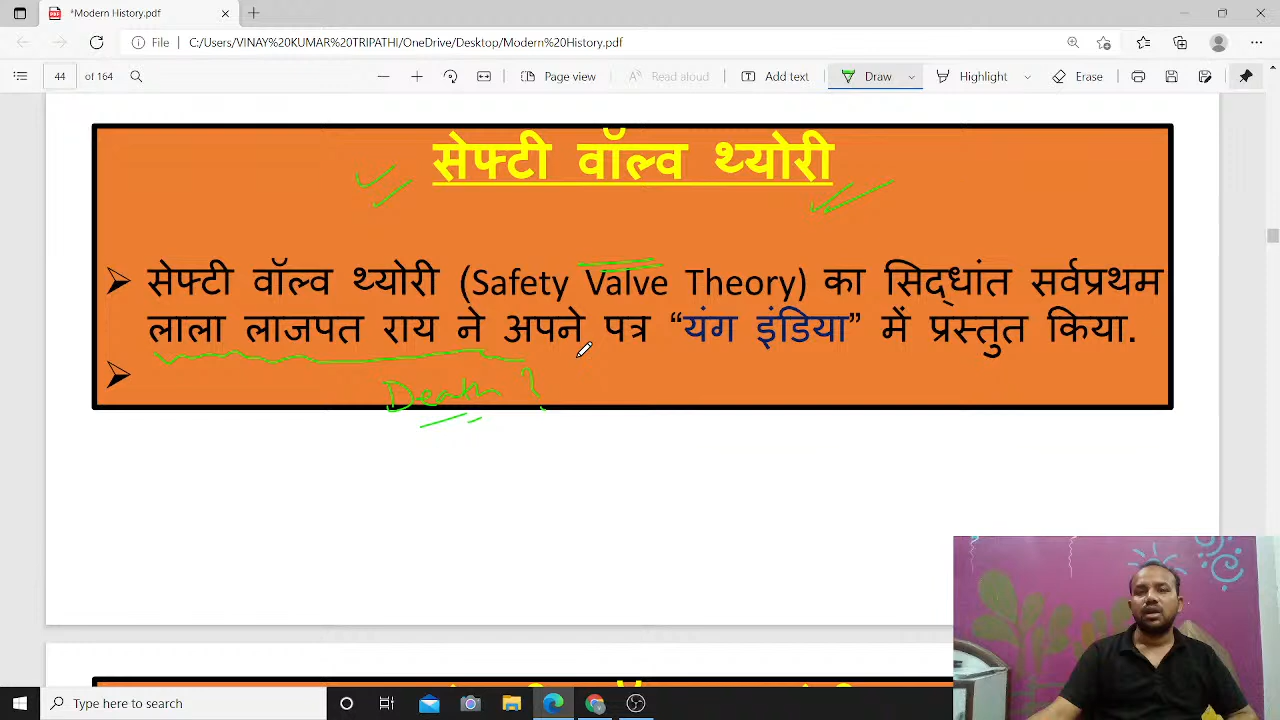 *Modern History.pdf
File
C:/Users/VINAY%20KUMAR%20TRIPATHI/OneDrive/Desktop/Modern%20History.pdf
44 of 164
Page view
Read aloud
Add text
Draw
Highlight
Erase
सेफ्टी वॉल्व थ्योरी
➢ सेफ्टी वॉल्व थ्योरी (Safety Valve Theory) का सिद्धांत सर्वप्रथम
लाला लाजपत राय ने अपने पत्र “यंग इंडिया” में प्रस्तुत किया.
➢
Death
Type here to search